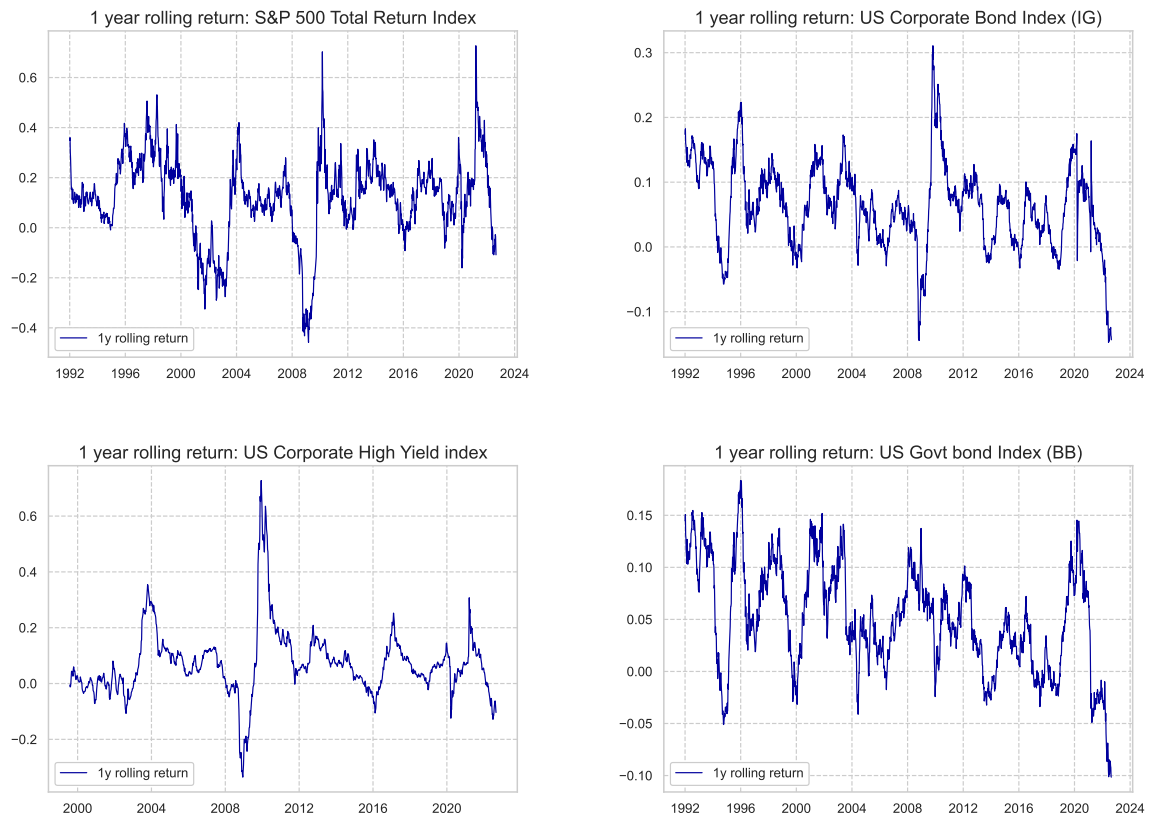 1 year rolling return: S&P 500 Total Return Index
0.6
0.4
0.2
0.0
−0.2
−0.4
1y rolling return
1992 1996 2000 2004 2008 2012 2016 2020 2024
1 year rolling return: US Corporate Bond Index (IG)
0.3
0.2
0.1
0.0
−0.1
1y rolling return
1992 1996 2000 2004 2008 2012 2016 2020 2024
1 year rolling return: US Corporate High Yield index
0.6
0.4
0.2
0.0
−0.2
1y rolling return
2000 2004 2008 2012 2016 2020
1 year rolling return: US Govt bond Index (BB)
0.15
0.10
0.05
0.00
−0.05
−0.10
1y rolling return
1992 1996 2000 2004 2008 2012 2016 2020 2024